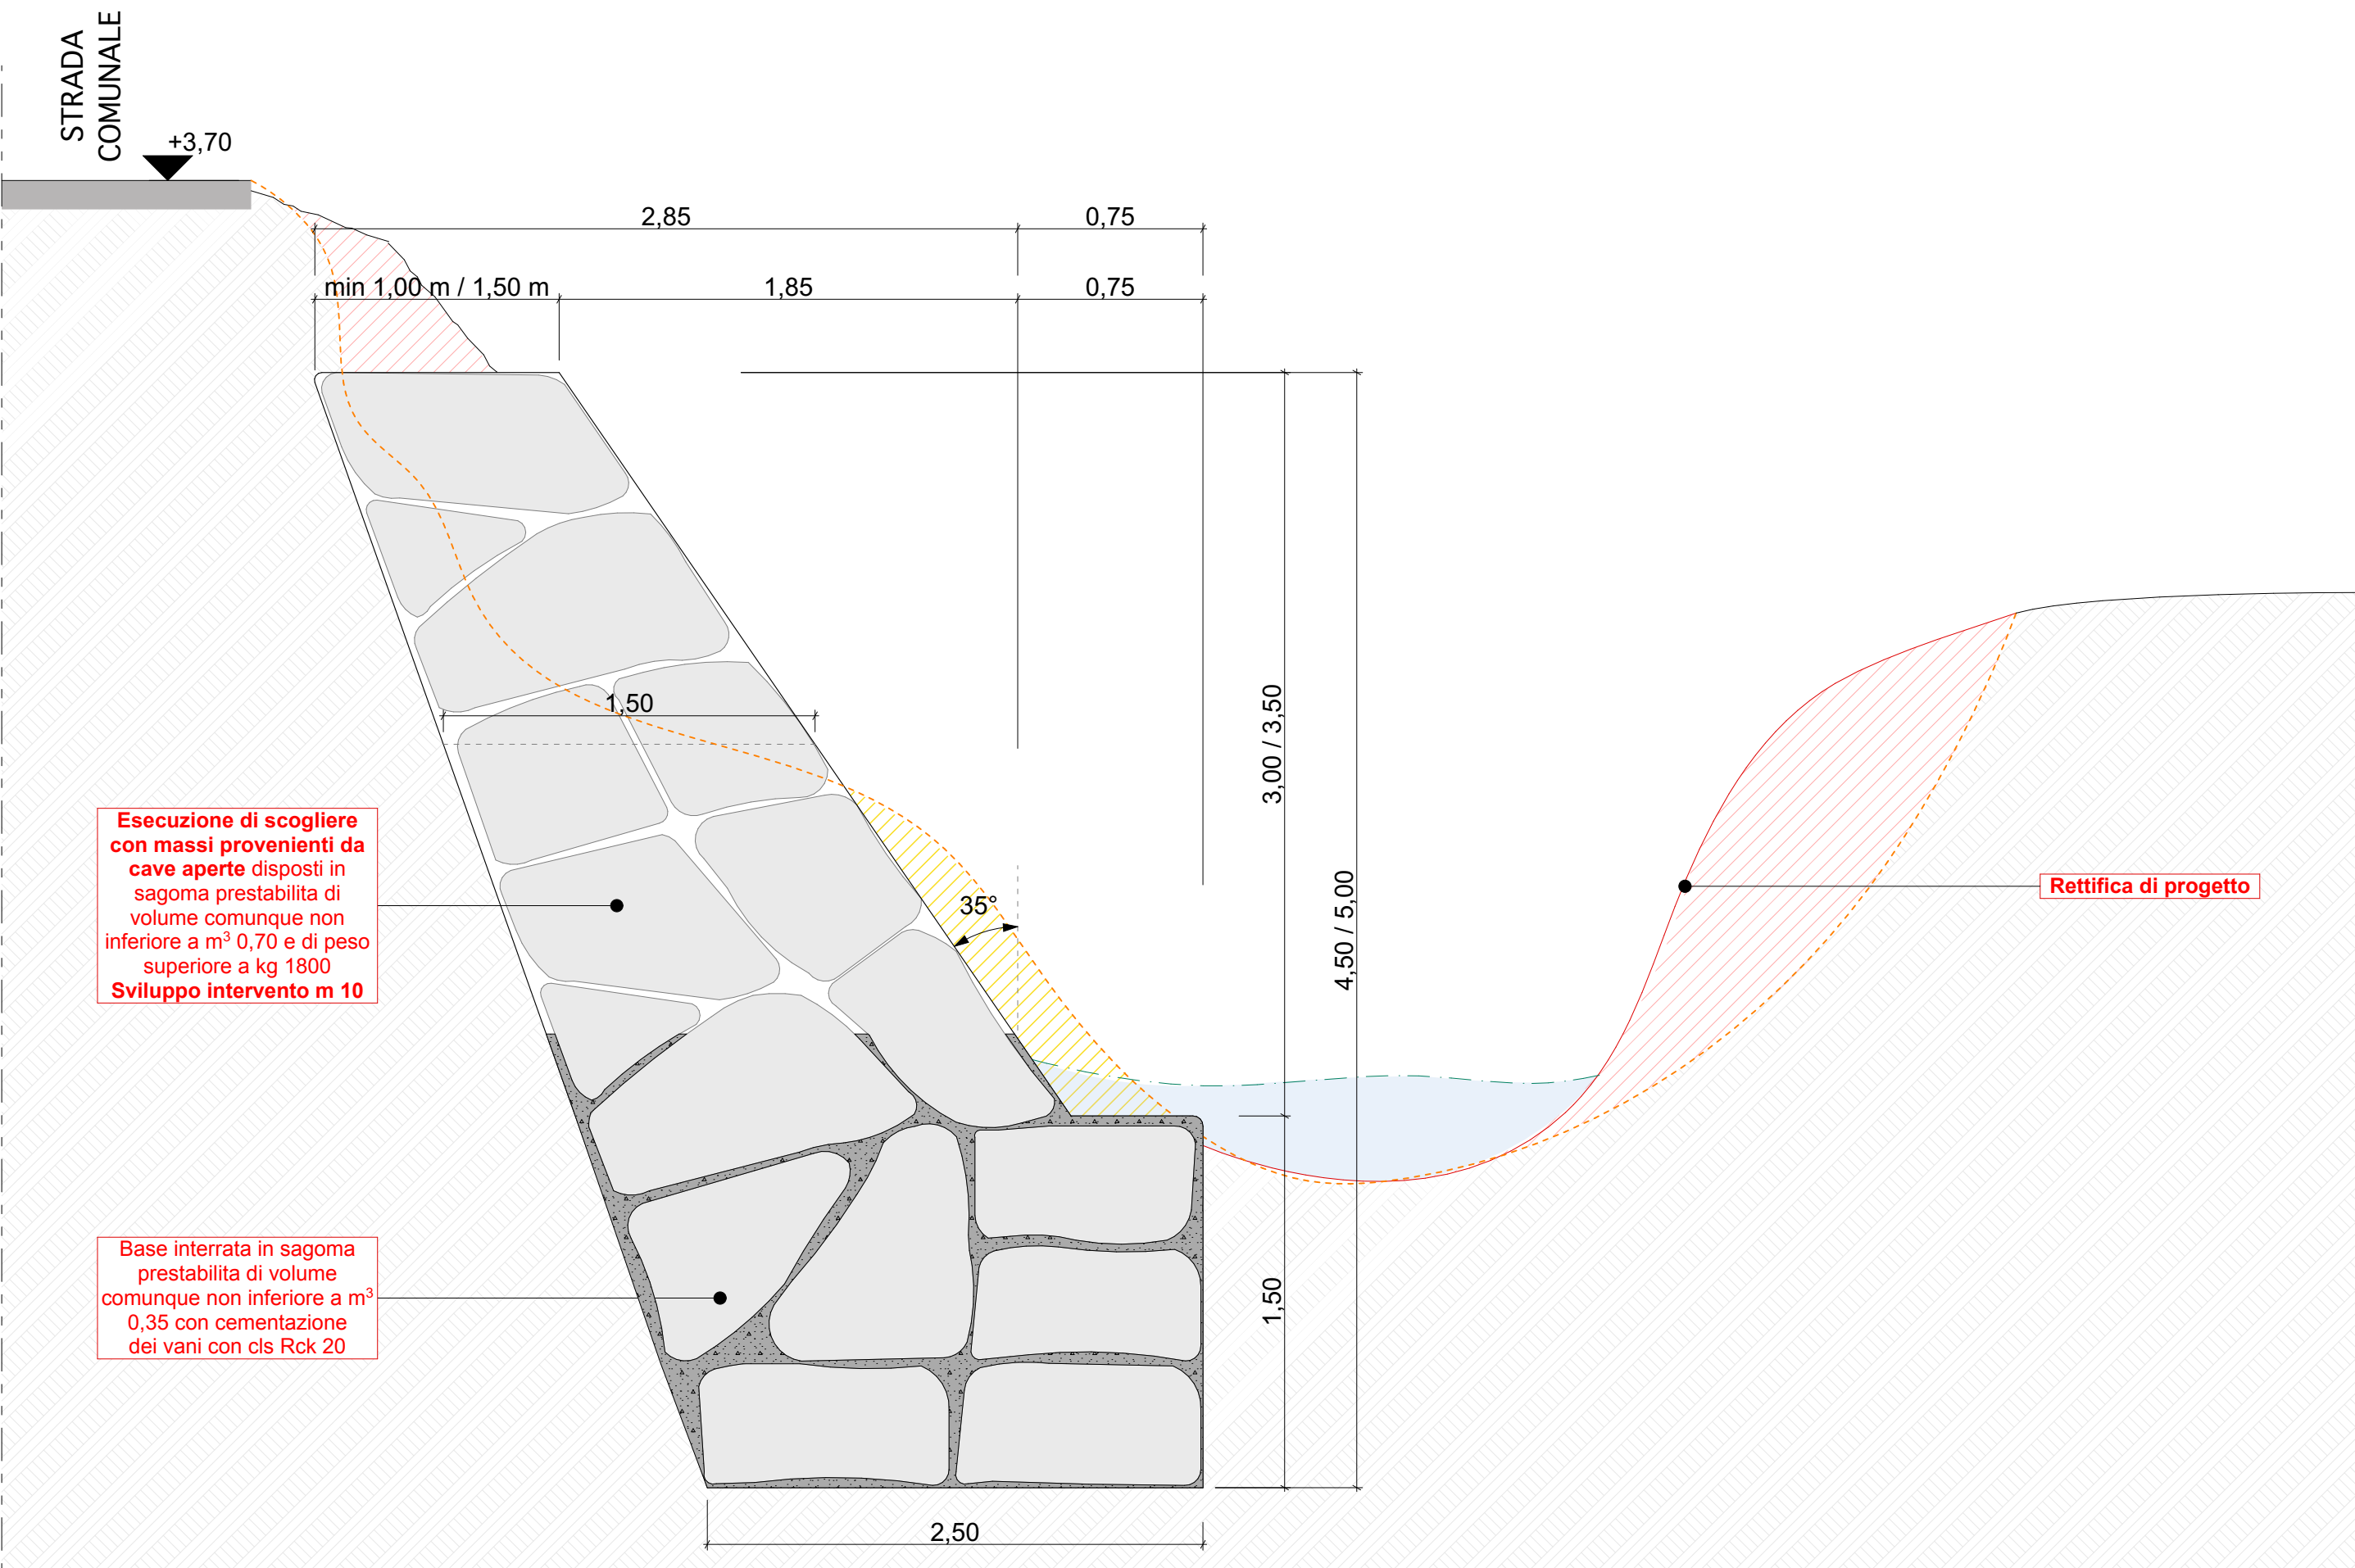 STRADA
COMUNALE
+3,70
2,85
0,75
min 1,00 m / 1,50 m
1,85
0,75
1,50
3,00 / 3,50
4,50 / 5,00
35°
Esecuzione di scogliere
con massi provenienti da
cave aperte disposti in
sagoma prestabilita di
volume comunque non
inferiore a m³ 0,70 e di peso
superiore a kg 1800
Sviluppo intervento m 10
Rettifica di progetto
Base interrata in sagoma
prestabilita di volume
comunque non inferiore a m³
0,35 con cementazione
dei vani con cls Rck 20
1,50
2,50